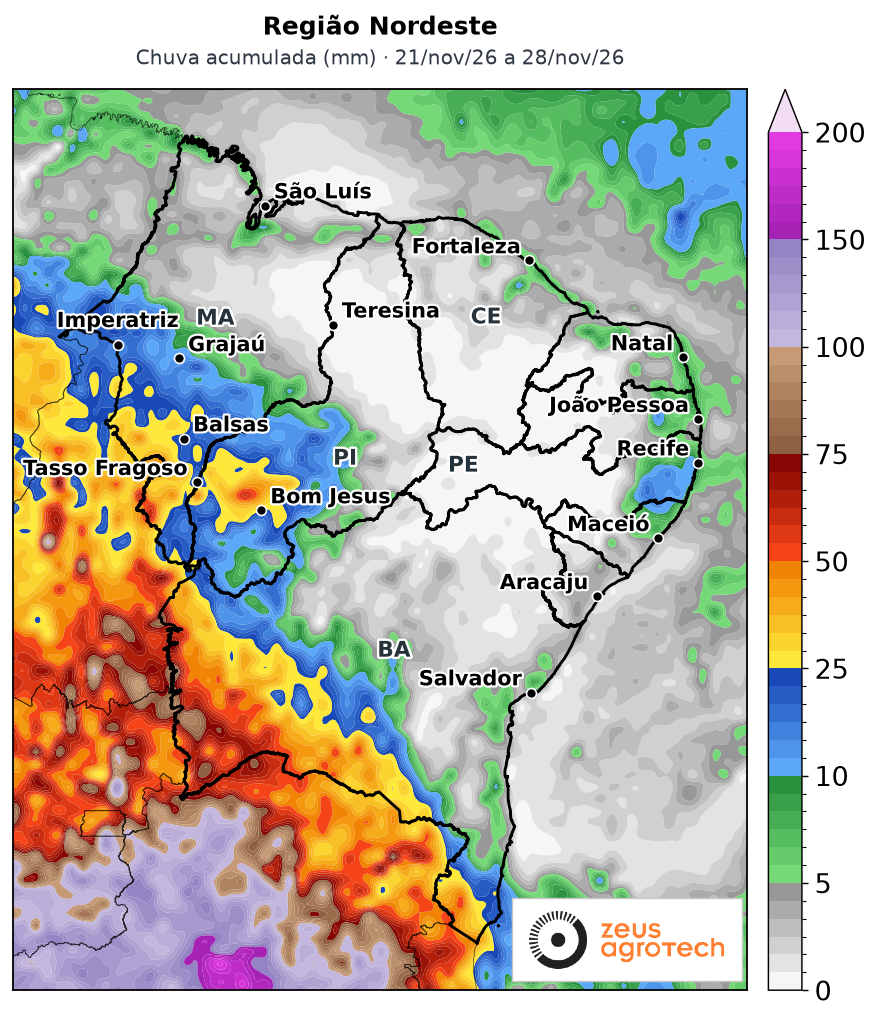 Região Nordeste
Chuva acumulada (mm) · 21/nov/26 a 28/nov/26
São Luís
Fortaleza
Teresina
CE
Imperatriz
MA
Grajaú
Natal
João Pessoa
Balsas
Recife
PI
PE
Tasso Fragoso
Bom Jesus
Maceió
Aracaju
BA
Salvador
zeus
agrotech
200
150
100
75
50
25
10
5
0